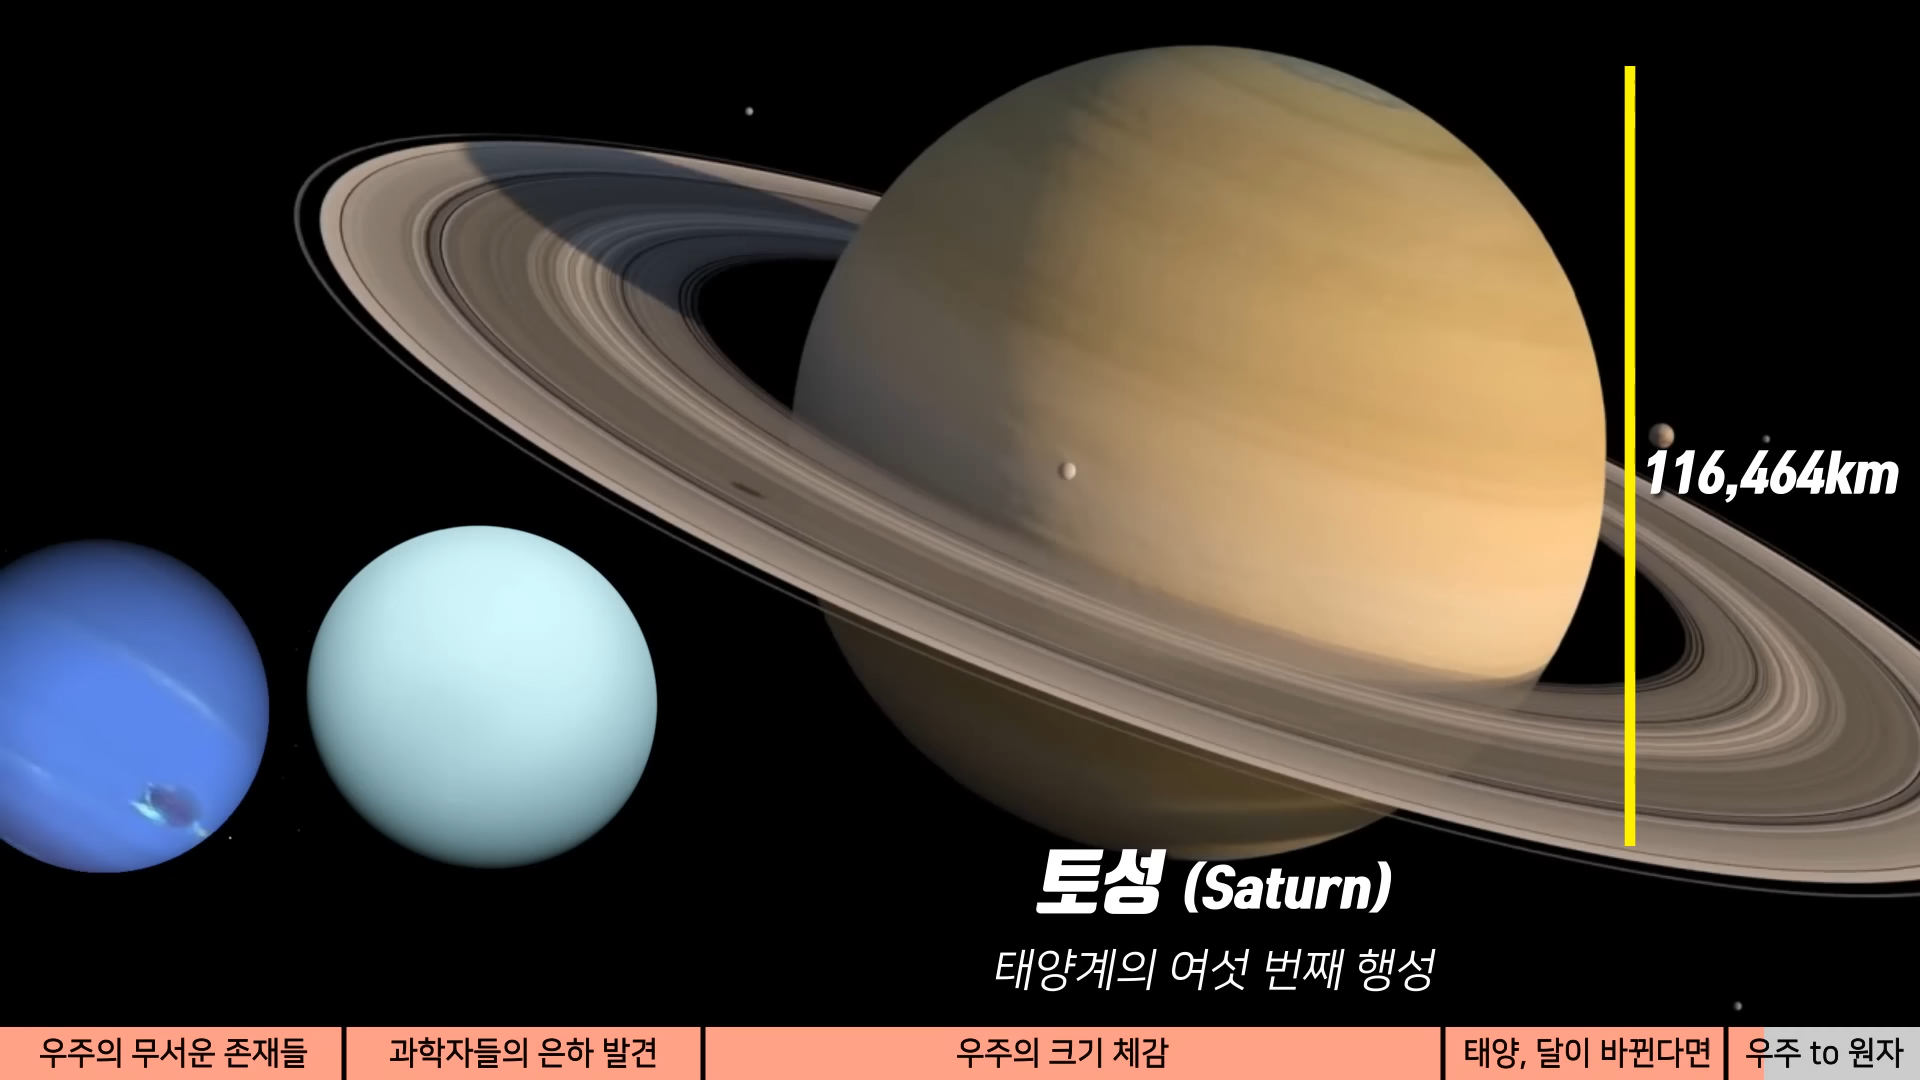 116,464km
토성 (Saturn)
태양계의 여섯 번째 행성
우주의 무서운 존재들
과학자들의 은하 발견
우주의 크기 체감
태양, 달이 바뀐다면
우주 to 원자